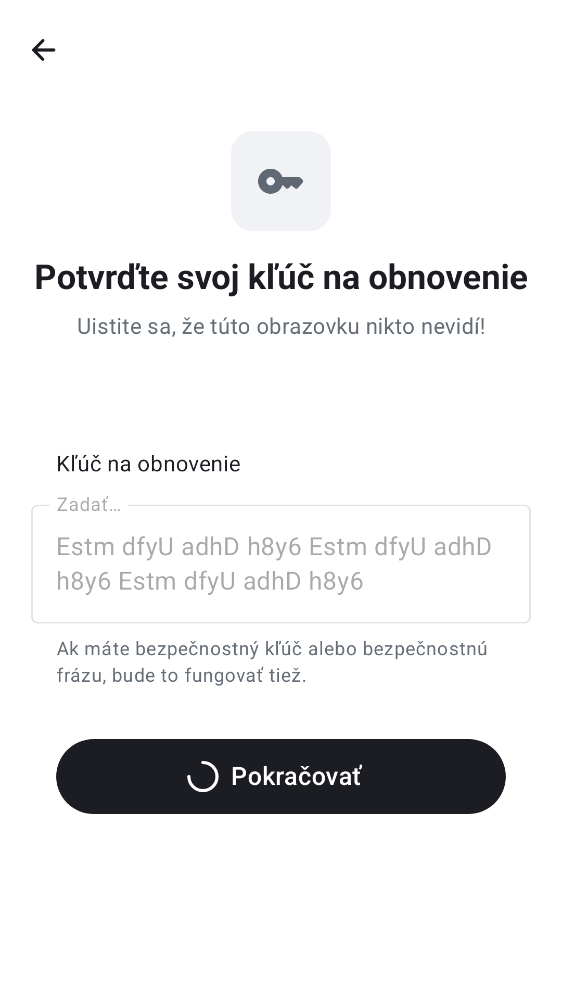 Potvrďte svoj kľúč na obnovenie
Uistite sa, že túto obrazovku nikto nevidí!
Kľúč na obnovenie
Zadať…
Estm dfyU adhD h8y6 Estm dfyU adhD
h8y6 Estm dfyU adhD h8y6
Ak máte bezpečnostný kľúč alebo bezpečnostnú
frázu, bude to fungovať tiež.
Pokračovať